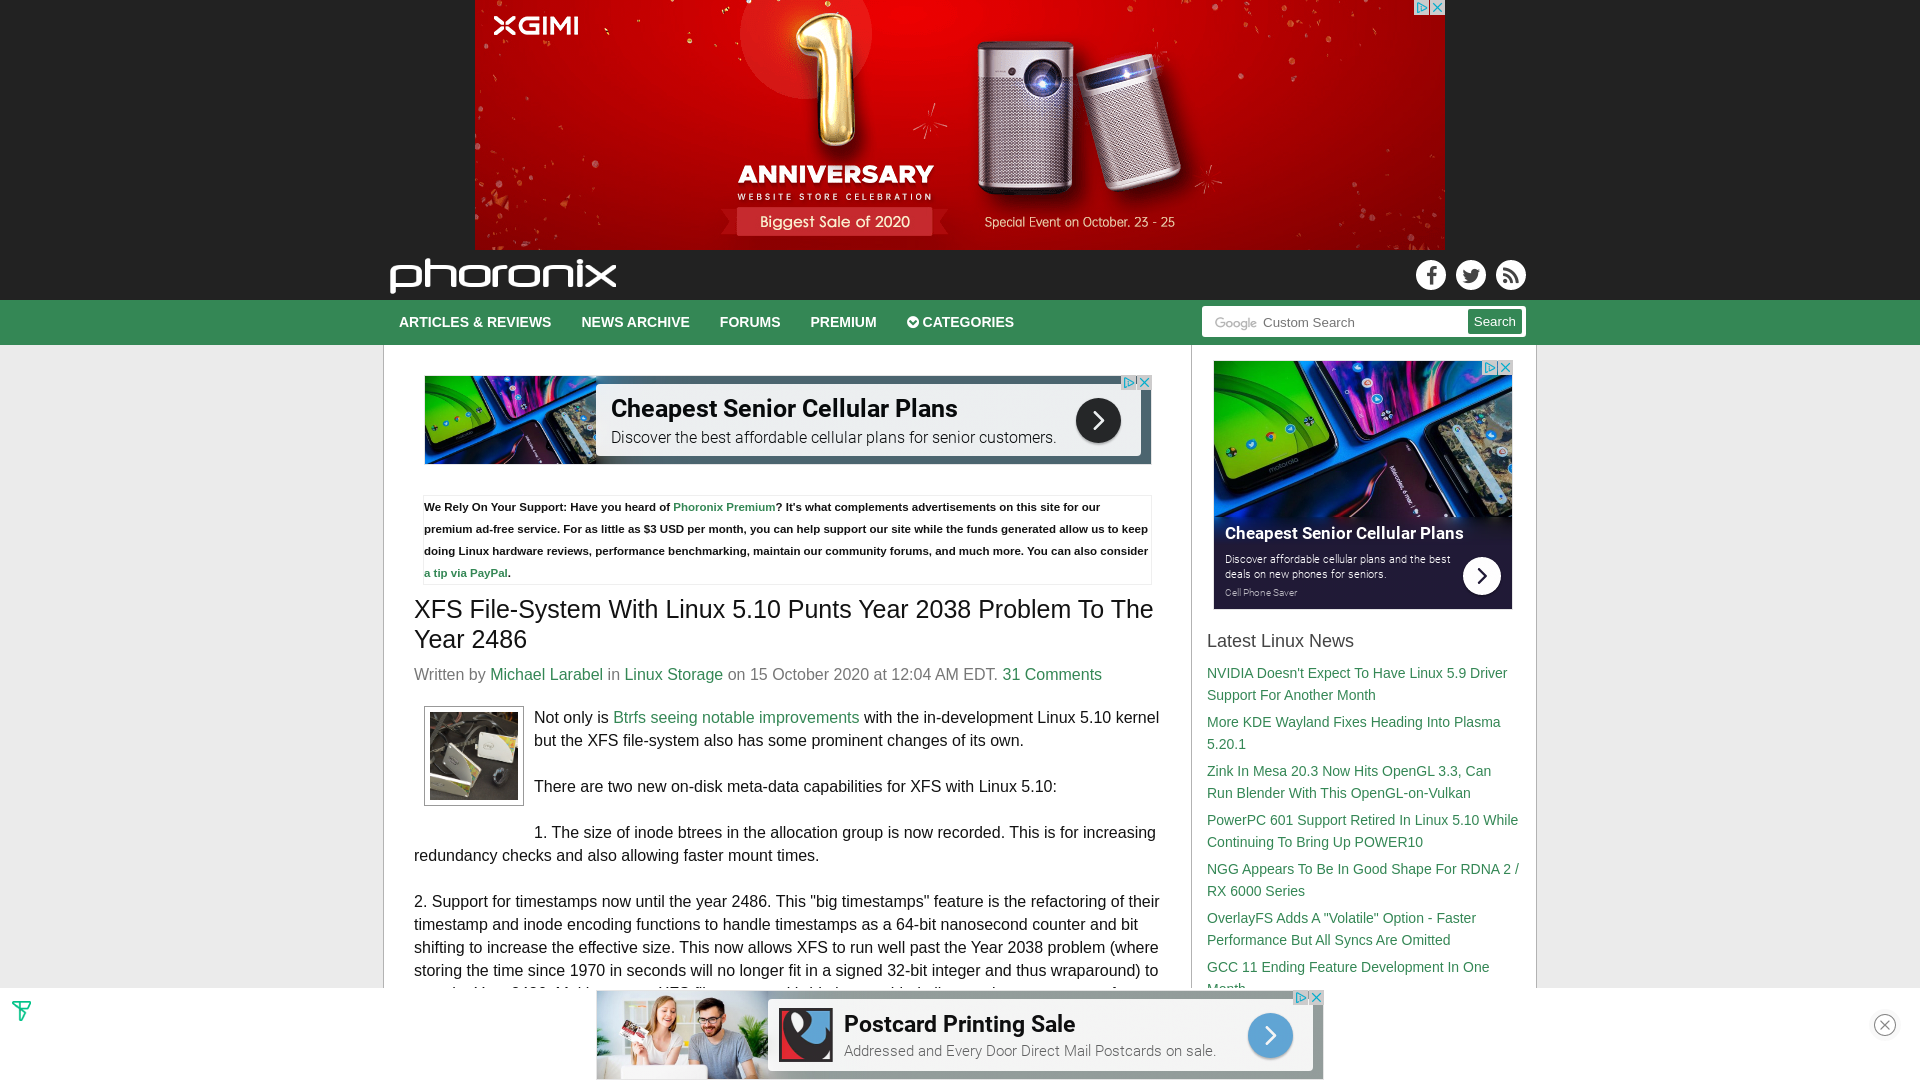 XGIMI
1
ANNIVERSARY
WEBSITE STORE CELEBRATION
Biggest Sale of 2020
Special Event on October. 23 - 25
phoronix
ARTICLES & REVIEWS
NEWS ARCHIVE
FORUMS
PREMIUM
CATEGORIES
Google Custom Search
Search
Cheapest Senior Cellular Plans
Discover the best affordable cellular plans for senior customers.
We Rely On Your Support: Have you heard of Phoronix Premium? It's what complements advertisements on this site for our
premium ad-free service. For as little as $3 USD per month, you can help support our site while the funds generated allow us to keep
doing Linux hardware reviews, performance benchmarking, maintain our community forums, and much more. You can also consider
a tip via PayPal.
XFS File-System With Linux 5.10 Punts Year 2038 Problem To The
Year 2486
Written by Michael Larabel in Linux Storage on 15 October 2020 at 12:04 AM EDT. 31 Comments
Not only is Btrfs seeing notable improvements with the in-development Linux 5.10 kernel
but the XFS file-system also has some prominent changes of its own.
There are two new on-disk meta-data capabilities for XFS with Linux 5.10:
1. The size of inode btrees in the allocation group is now recorded. This is for increasing
redundancy checks and also allowing faster mount times.
2. Support for timestamps now until the year 2486. This "big timestamps" feature is the refactoring of their
timestamp and inode encoding functions to handle timestamps as a 64-bit nanosecond counter and bit
shifting to increase the effective size. This now allows XFS to run well past the Year 2038 problem (where
storing the time since 1970 in seconds will no longer fit in a signed 32-bit integer and thus wraparound) to
Cheapest Senior Cellular Plans
Discover affordable cellular plans and the best
deals on new phones for seniors.
Cell Phone Saver
Latest Linux News
NVIDIA Doesn't Expect To Have Linux 5.9 Driver
Support For Another Month
More KDE Wayland Fixes Heading Into Plasma
5.20.1
Zink In Mesa 20.3 Now Hits OpenGL 3.3, Can
Run Blender With This OpenGL-on-Vulkan
PowerPC 601 Support Retired In Linux 5.10 While
Continuing To Bring Up POWER10
NGG Appears To Be In Good Shape For RDNA 2 /
RX 6000 Series
OverlayFS Adds A "Volatile" Option - Faster
Performance But All Syncs Are Omitted
GCC 11 Ending Feature Development In One
Month
Postcard Printing Sale
Addressed and Every Door Direct Mail Postcards on sale.